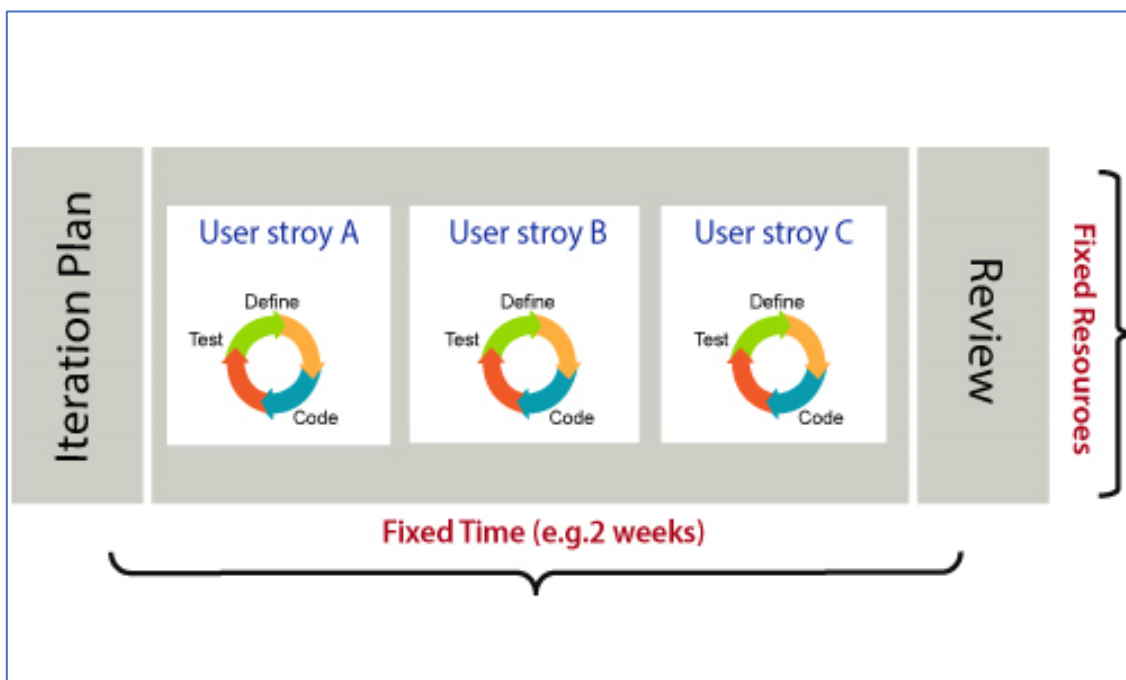 Iteration Plan
User stroy A
Define
Test
Code
User stroy B
Define
Test
Code
User stroy C
Define
Test
Code
Review
Fixed Resouroes
Fixed Time (e.g.2 weeks)